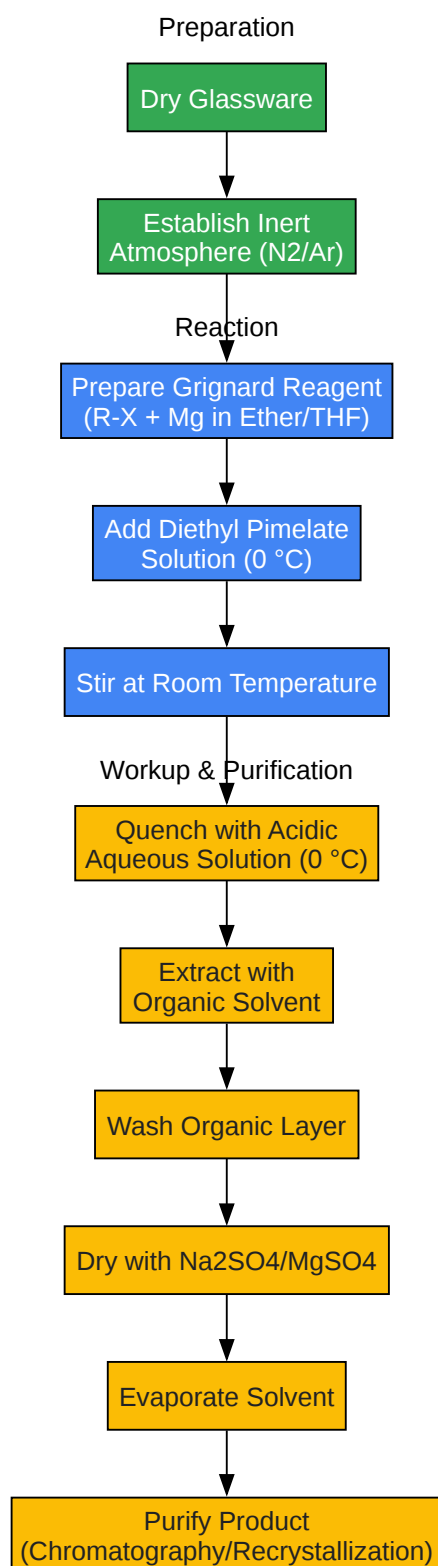 Preparation
Dry Glassware
Establish Inert
Atmosphere (N2/Ar)
Reaction
Prepare Grignard Reagent
(R-X + Mg in Ether/THF)
Add Diethyl Pimelate
Solution (0 °C)
Stir at Room Temperature
Workup & Purification
Quench with Acidic
Aqueous Solution (0 °C)
Extract with
Organic Solvent
Wash Organic Layer
Dry with Na2SO4/MgSO4
Evaporate Solvent
Purify Product
(Chromatography/Recrystallization)